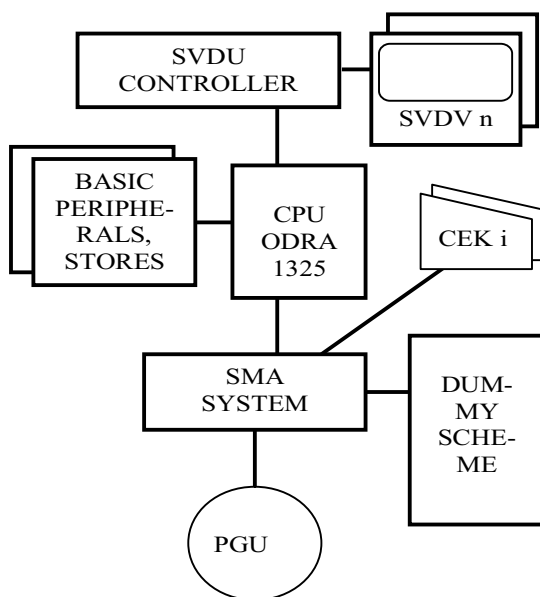 SVDU
CONTROLLER
SVDV n
BASIC
PERIPHE-
RALS,
STORES
CPU
ODRA
1325
CEK i
SMA
SYSTEM
DUM-
MY
SCHE-
ME
PGU